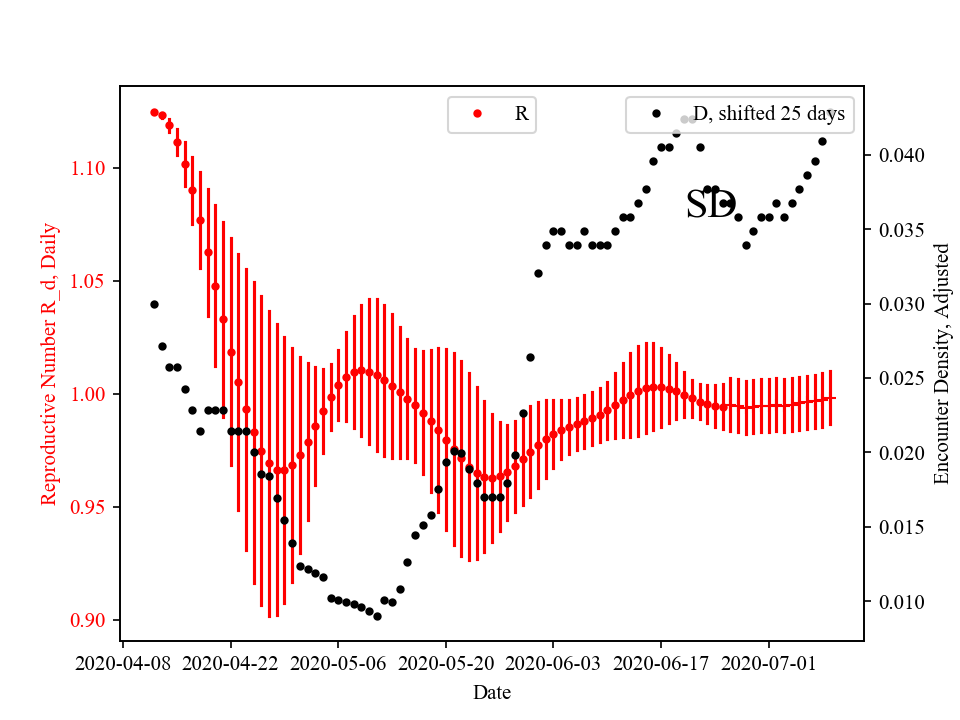 R
D, shifted 25 days
SD
1.10
1.05
1.00
0.95
0.90
Reproductive Number R_d, Daily
0.040
0.035
0.030
0.025
0.020
0.015
0.010
Encounter Density, Adjusted
2020-04-08 2020-04-22 2020-05-06 2020-05-20 2020-06-03 2020-06-17 2020-07-01
Date